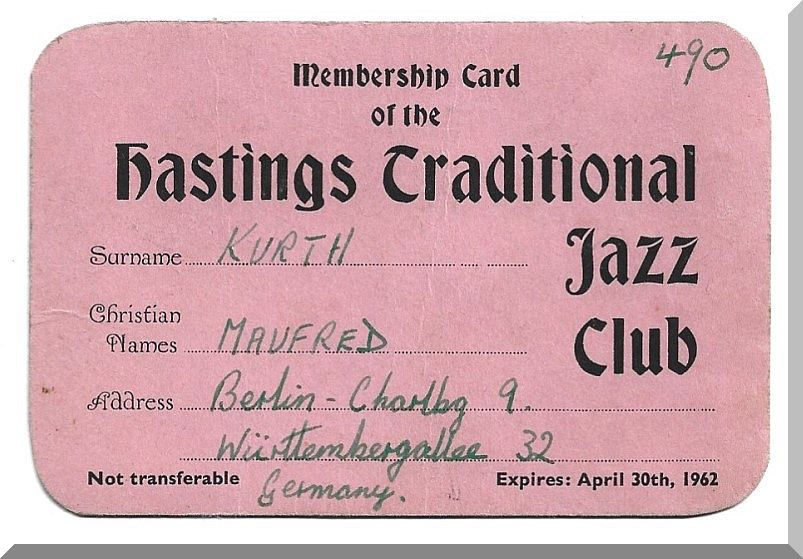 490
Membership Card
of the
Hastings Traditional
Jazz
Club
Surname KURTH
Christian
Names MAUFRED
Address Berlin - Charlbg 9.
Württembergallee 32
Germany.
Not transferable
Expires: April 30th, 1962